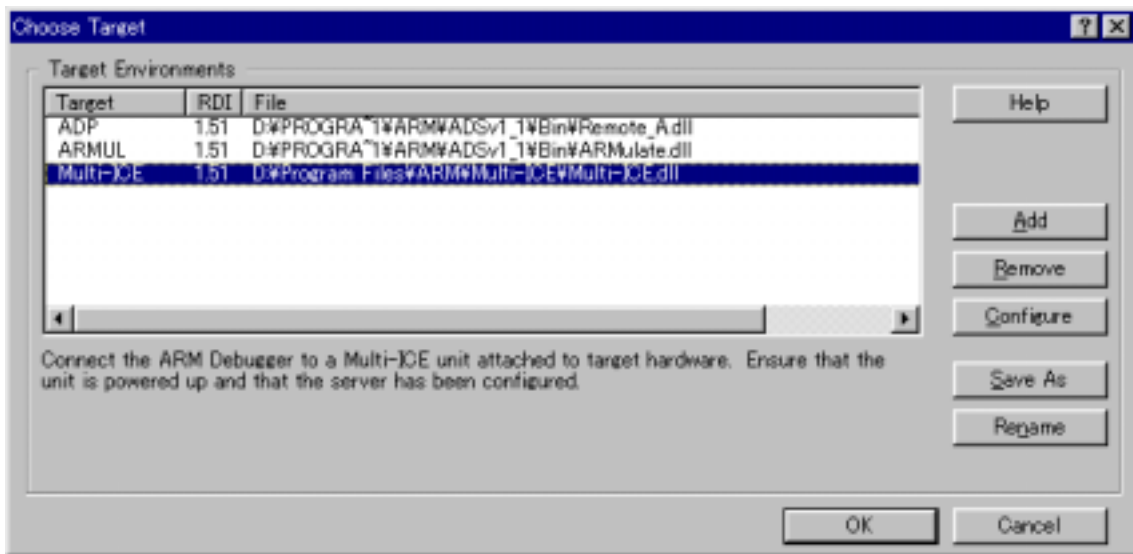 Choose Target
Target Environments
Target RDI File
ADP 1.51 D:¥PROGRA~1¥ARM¥ADSv1_1¥Bin¥Remote_A.dll
ARMUL 1.51 D:¥PROGRA~1¥ARM¥ADSv1_1¥Bin¥ARMulate.dll
Multi-ICE 1.51 D:¥Program Files¥ARM¥Multi-ICE¥Multi-ICE.dll
Help
Add
Remove
Configure
Connect the ARM Debugger to a Multi-ICE unit attached to target hardware. Ensure that the
unit is powered up and that the server has been configured.
Save As
Rename
OK Cancel